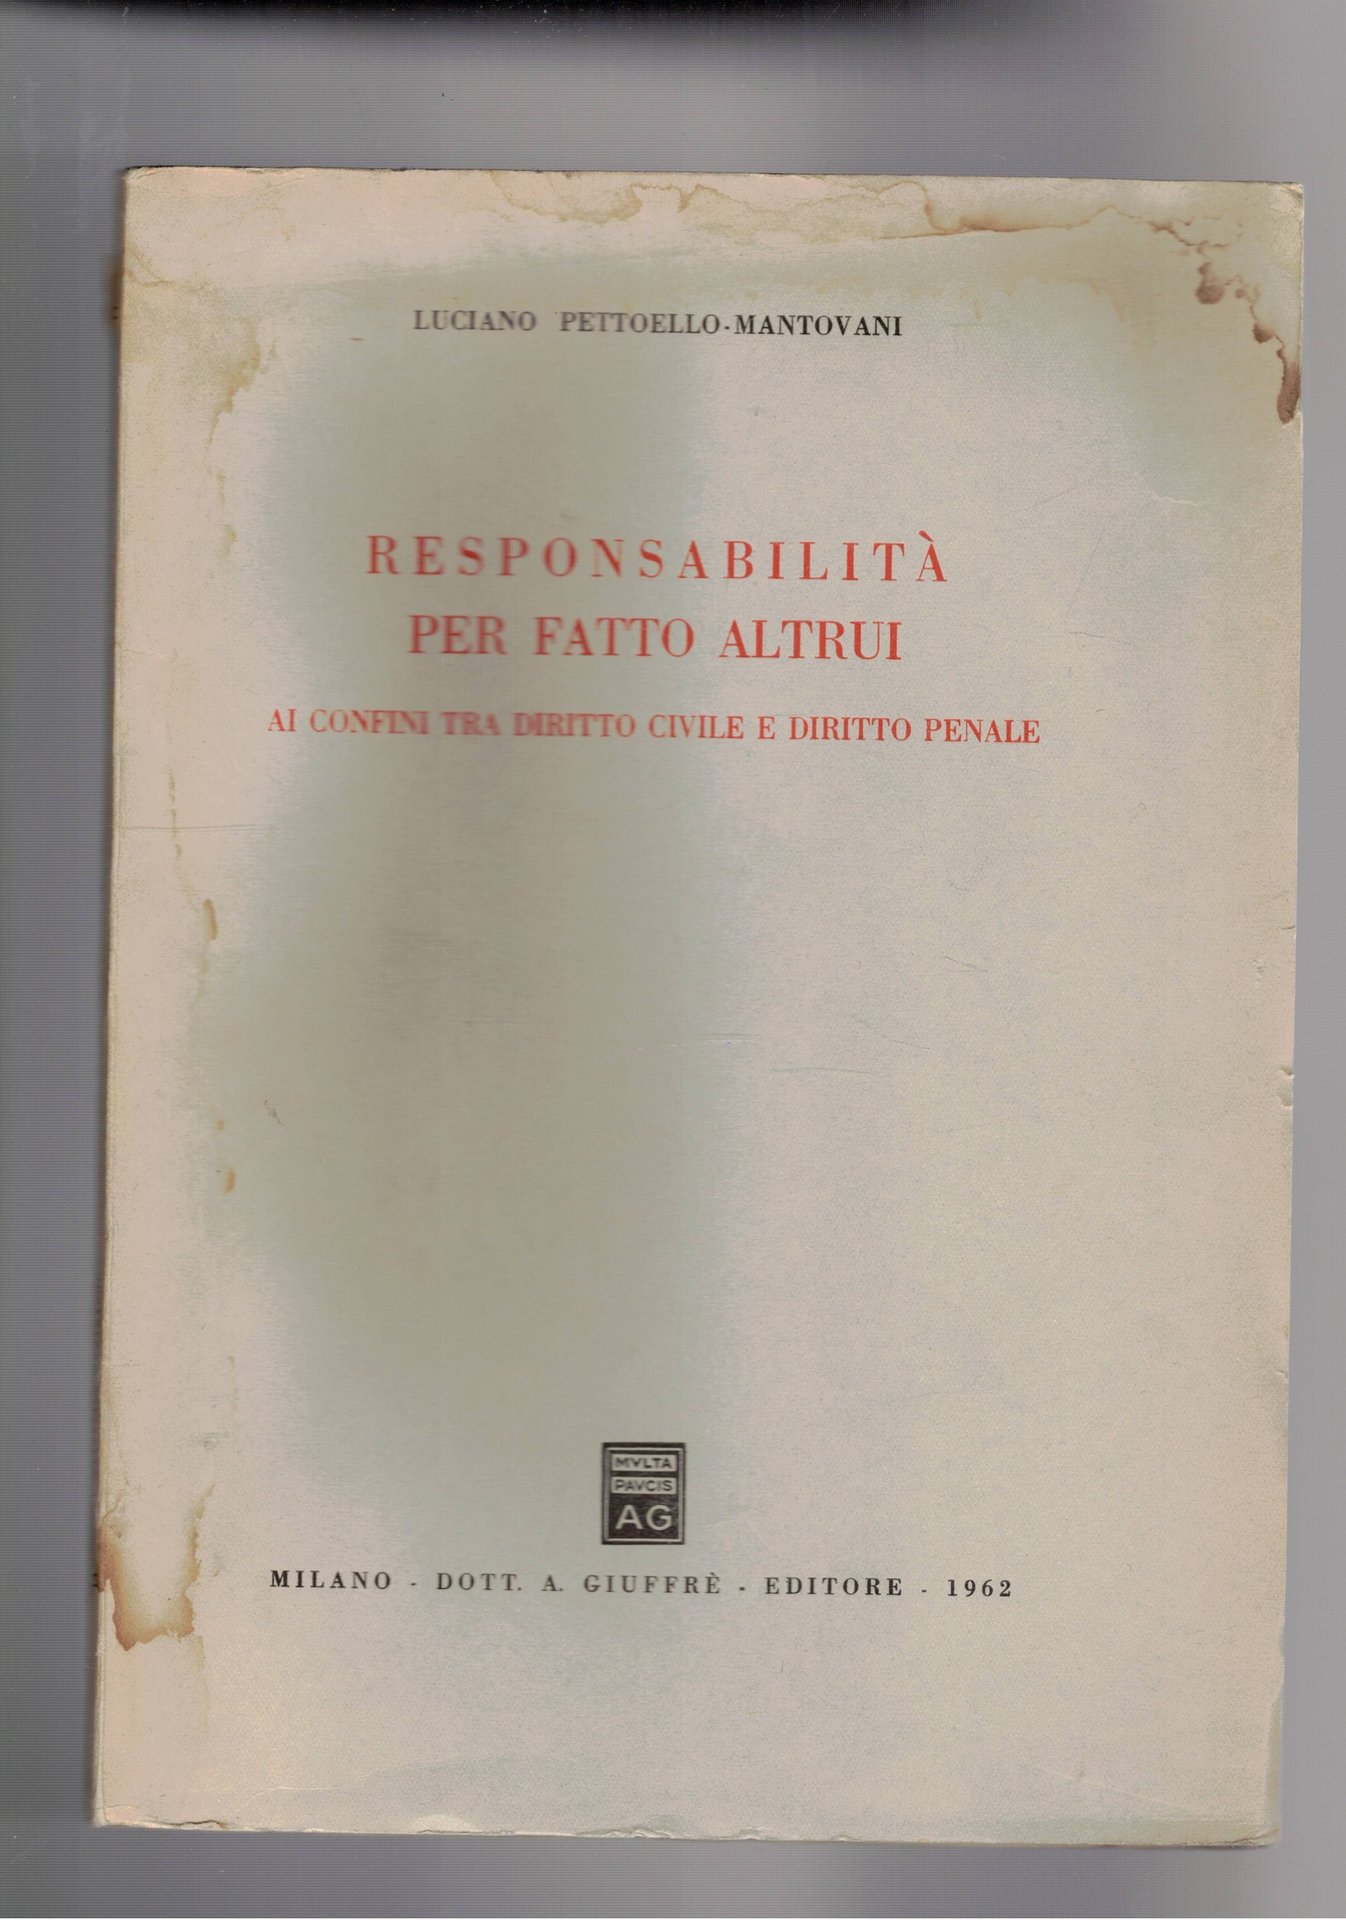 LUCIANO PETTOELLO-MANTOVANI
RESPONSABILITÀ
PER FATTO ALTRUI
AI CONFINI TRA DIRITTO CIVILE E DIRITTO PENALE
MVLTA
PAVCIS
AG
MILANO - DOTT. A. GIUFFRÈ - EDITORE - 1962